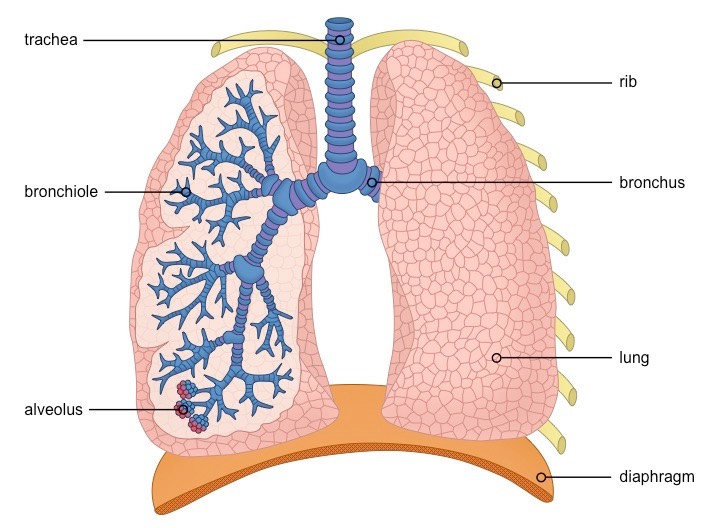 trachea
rib
bronchiole
bronchus
lung
alveolus
diaphragm